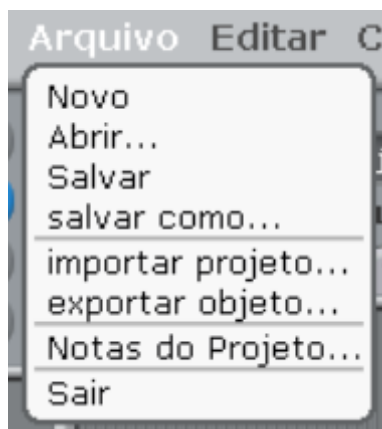 Arquivo Editar C
Novo
Abrir...
Salvar
salvar como...
importar projeto...
exportar objeto...
Notas do Projeto...
Sair